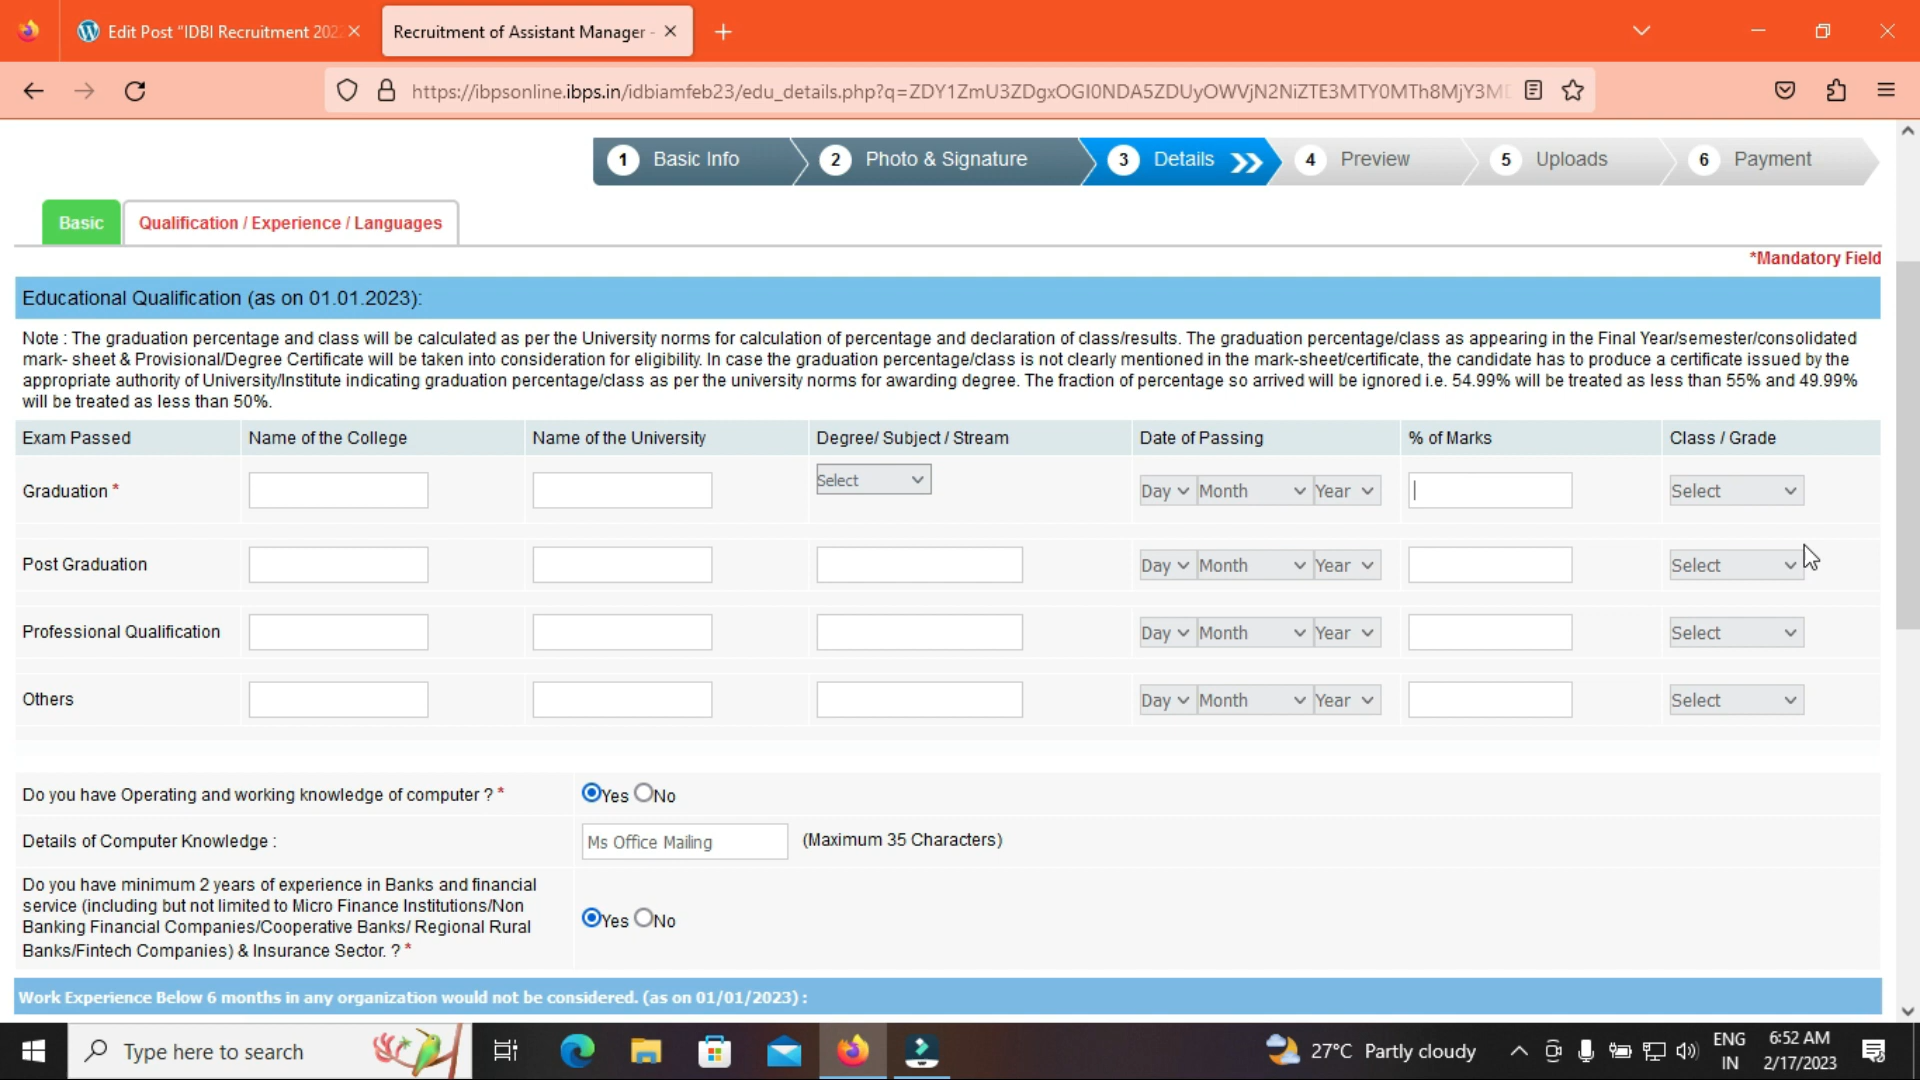 Edit Post “IDBI Recruitment 202
Recruitment of Assistant Manager -
https://ibpsonline.ibps.in/idbiamfeb23/edu_details.php?q=ZDY1ZmU3ZDgxOGI0NDA5ZDUyOWVjN2NiZTE3MTY0MTh8MjY3M
1 Basic Info 2 Photo & Signature 3 Details 4 Preview 5 Uploads 6 Payment
Basic Qualification / Experience / Languages
*Mandatory Field
Educational Qualification (as on 01.01.2023):
Note : The graduation percentage and class will be calculated as per the University norms for calculation of percentage and declaration of class/results. The graduation percentage/class as appearing in the Final Year/semester/consolidated
mark- sheet & Provisional/Degree Certificate will be taken into consideration for eligibility. In case the graduation percentage/class is not clearly mentioned in the mark-sheet/certificate, the candidate has to produce a certificate issued by the
appropriate authority of University/Institute indicating graduation percentage/class as per the university norms for awarding degree. The fraction of percentage so arrived will be ignored i.e. 54.99% will be treated as less than 55% and 49.99%
will be treated as less than 50%.
Exam Passed Name of the College Name of the University Degree/ Subject / Stream Date of Passing % of Marks Class / Grade
Graduation * Select Day Month Year Select
Post Graduation Day Month Year Select
Professional Qualification Day Month Year Select
Others Day Month Year Select
Do you have Operating and working knowledge of computer ? * Yes No
Details of Computer Knowledge : Ms Office Mailing (Maximum 35 Characters)
Do you have minimum 2 years of experience in Banks and financial
service (including but not limited to Micro Finance Institutions/Non
Banking Financial Companies/Cooperative Banks/ Regional Rural
Banks/Fintech Companies) & Insurance Sector. ? * Yes No
Work Experience Below 6 months in any organization would not be considered. (as on 01/01/2023) :
Type here to search
27°C Partly cloudy
ENG
IN
6:52 AM
2/17/2023